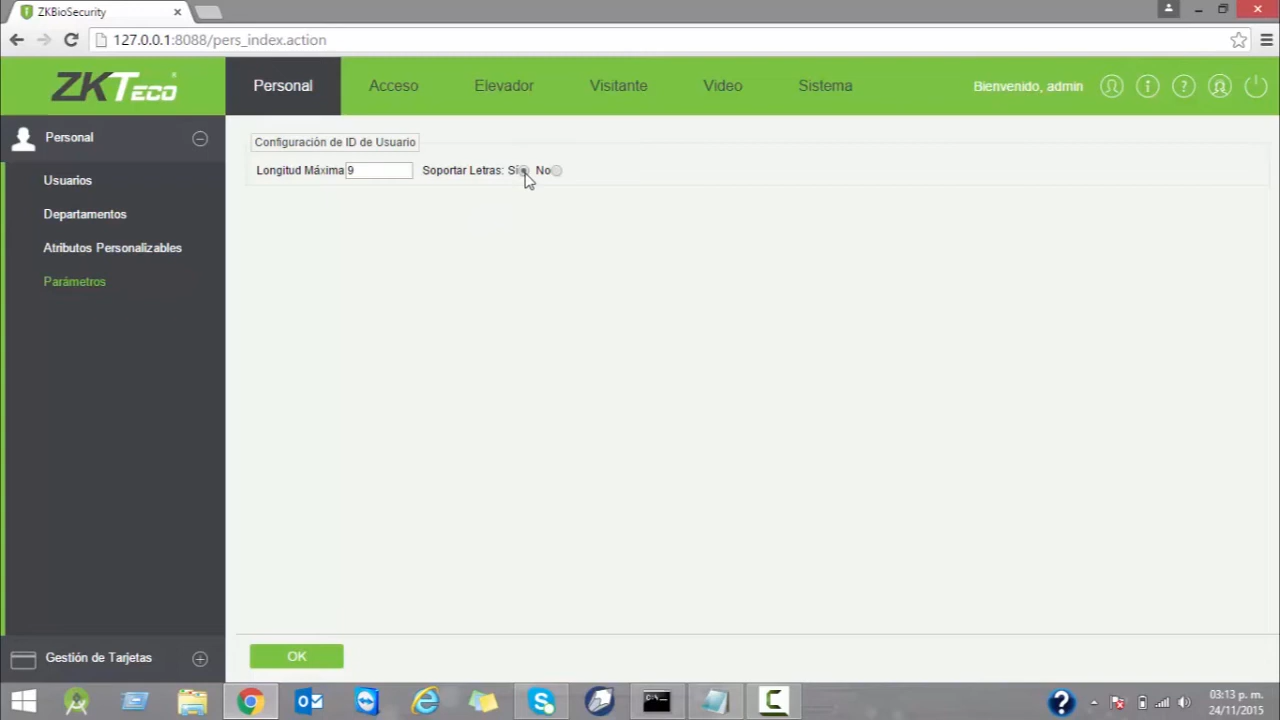 ZKBioSecurity
127.0.0.1:8088/pers_index.action
ZKTeco
Personal
Acceso
Elevador
Visitante
Video
Sistema
Bienvenido, admin
Personal
Usuarios
Departamentos
Atributos Personalizables
Parámetros
Gestión de Tarjetas
Configuración de ID de Usuario
Longitud Máxima 9 Soportar Letras: Sí No
OK
03:13 p. m.
24/11/2015